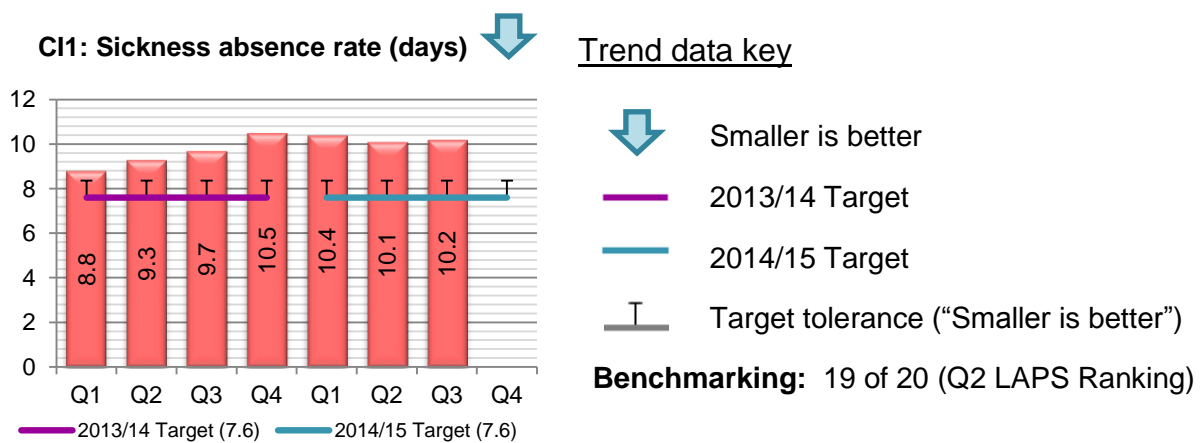 CI1: Sickness absence rate (days)
12
10
8
6
4
2
0
8.8
9.3
9.7
10.5
10.4
10.1
10.2
Q1 Q2 Q3 Q4 Q1 Q2 Q3 Q4
2013/14 Target (7.6) 2014/15 Target (7.6)
Trend data key
Smaller is better
2013/14 Target
2014/15 Target
Target tolerance (“Smaller is better”)
Benchmarking: 19 of 20 (Q2 LAPS Ranking)